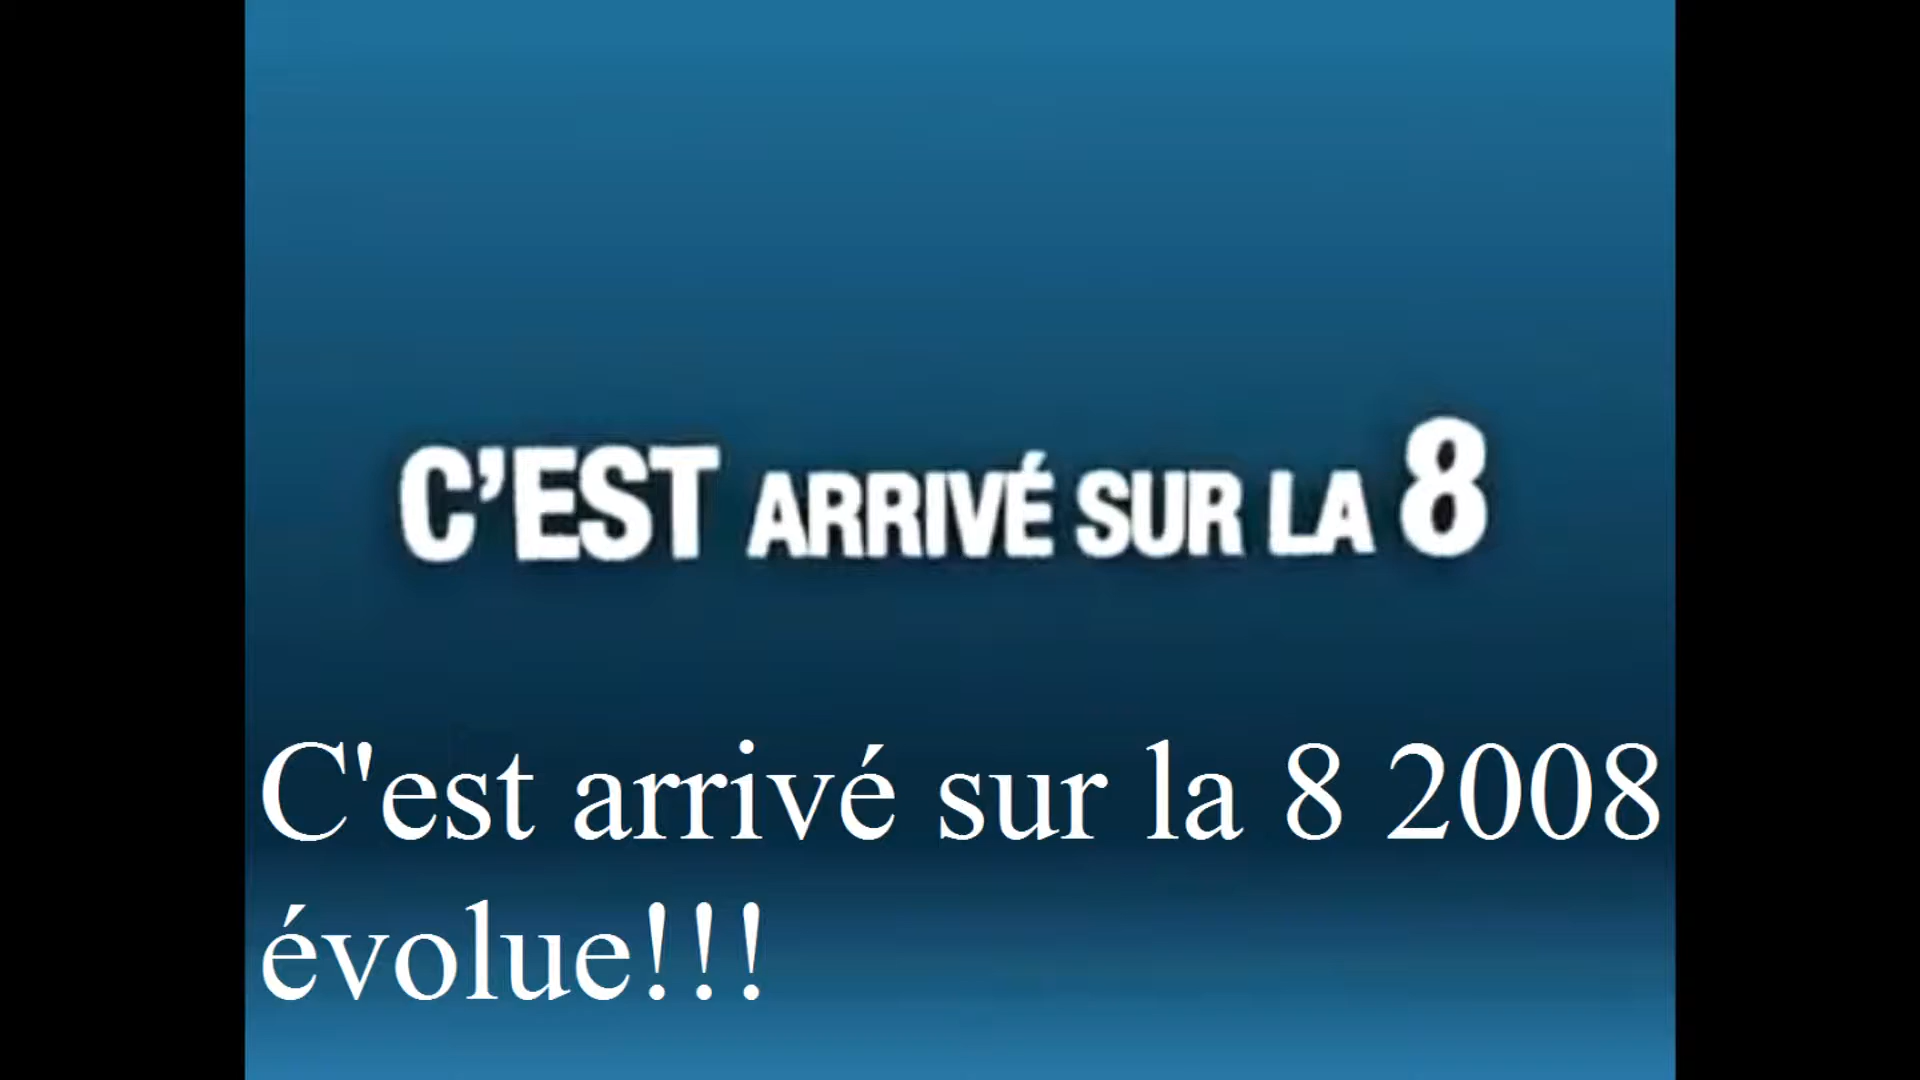 C’EST ARRIVÉ SUR LA 8
C'est arrivé sur la 8 2008
évolue!!!